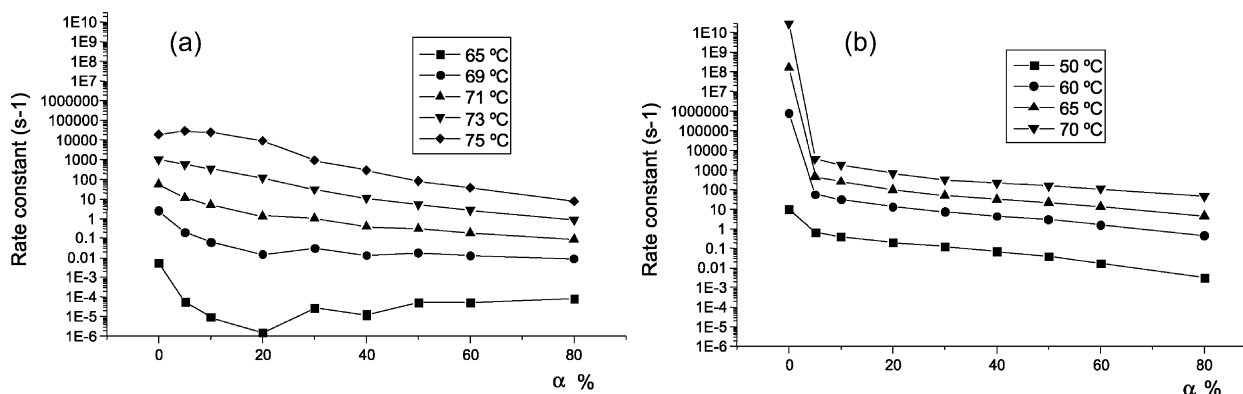 (a)
Rate constant (s-1)
1E10
1E9
1E8
1E7
1000000
100000
10000
1000
100
10
1
0.1
0.01
1E-3
1E-4
1E-5
1E-6
65 ºC
69 ºC
71 ºC
73 ºC
75 ºC
0 20 40 60 80
α %
(b)
Rate constant (s-1)
1E10
1E9
1E8
1E7
1000000
100000
10000
1000
100
10
1
0.1
0.01
1E-3
1E-4
1E-5
1E-6
50 ºC
60 ºC
65 ºC
70 ºC
0 20 40 60 80
α %